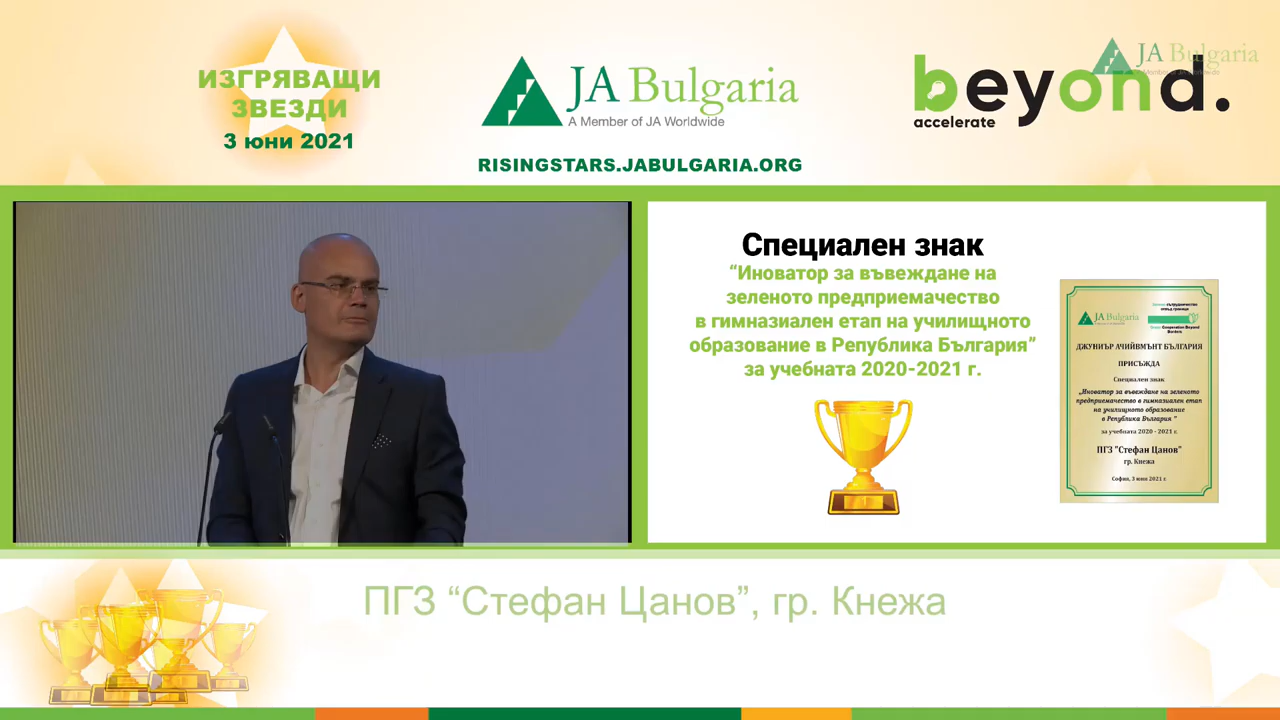 ИЗГРЯВАЩИ
ЗВЕЗДИ
3 юни 2021
JA Bulgaria
A Member of JA Worldwide
RISINGSTARS.JABULGARIA.ORG
beyond.
accelerate
JA Bulgaria
Специален знак
“Иноватор за въвеждане на
зеленото предприемачество
в гимназиален етап на училищното
образование в Република България”
за учебната 2020-2021 г.
JA Bulgaria
ДЖУНИЪР АЧИЙВМЪНТ БЪЛГАРИЯ
ПРИСЪЖДА
Специален знак
„Иноватор за въвеждане на зеленото
предприемачество в гимназиален етап
на училищното образование
в Република България ”
за учебната 2020 - 2021 г.
ПГЗ "Стефан Цанов"
гр. Кнежа
София, 3 юни 2021 г.
ПГЗ “Стефан Цанов”, гр. Кнежа